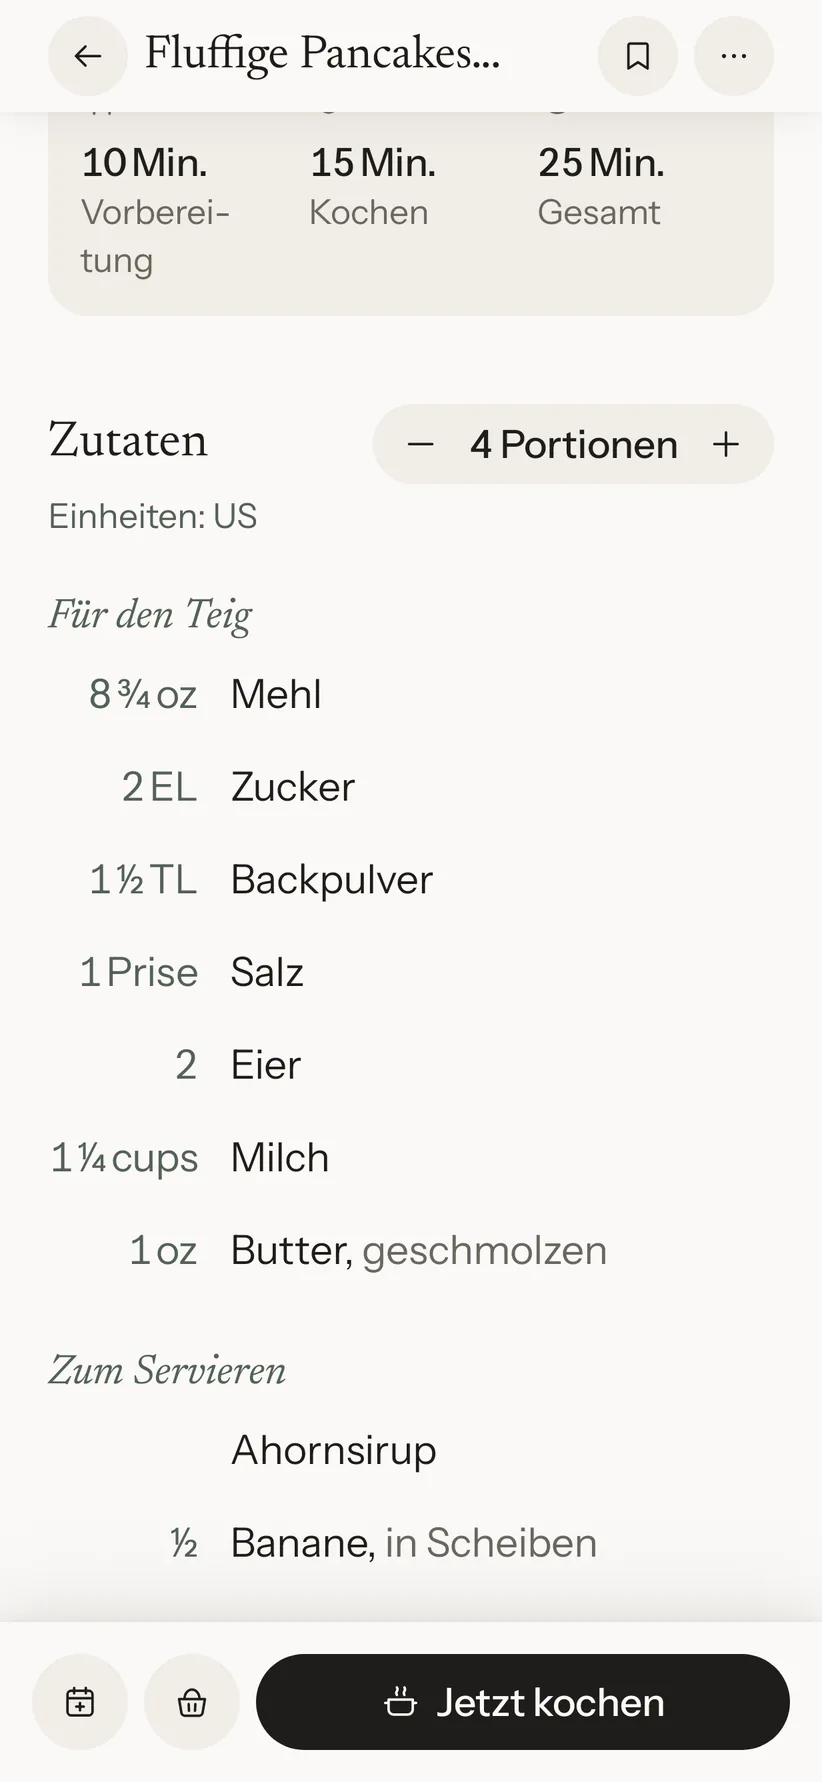 Fluffige Pancakes...
10 Min.
15 Min.
25 Min.
Vorberei-
tung
Kochen
Gesamt
Zutaten
4 Portionen
Einheiten: US
Für den Teig
8 ¾ oz Mehl
2 EL Zucker
1 ½ TL Backpulver
1 Prise Salz
2 Eier
1 ¼ cups Milch
1 oz Butter, geschmolzen
Zum Servieren
Ahornsirup
½ Banane, in Scheiben
Jetzt kochen